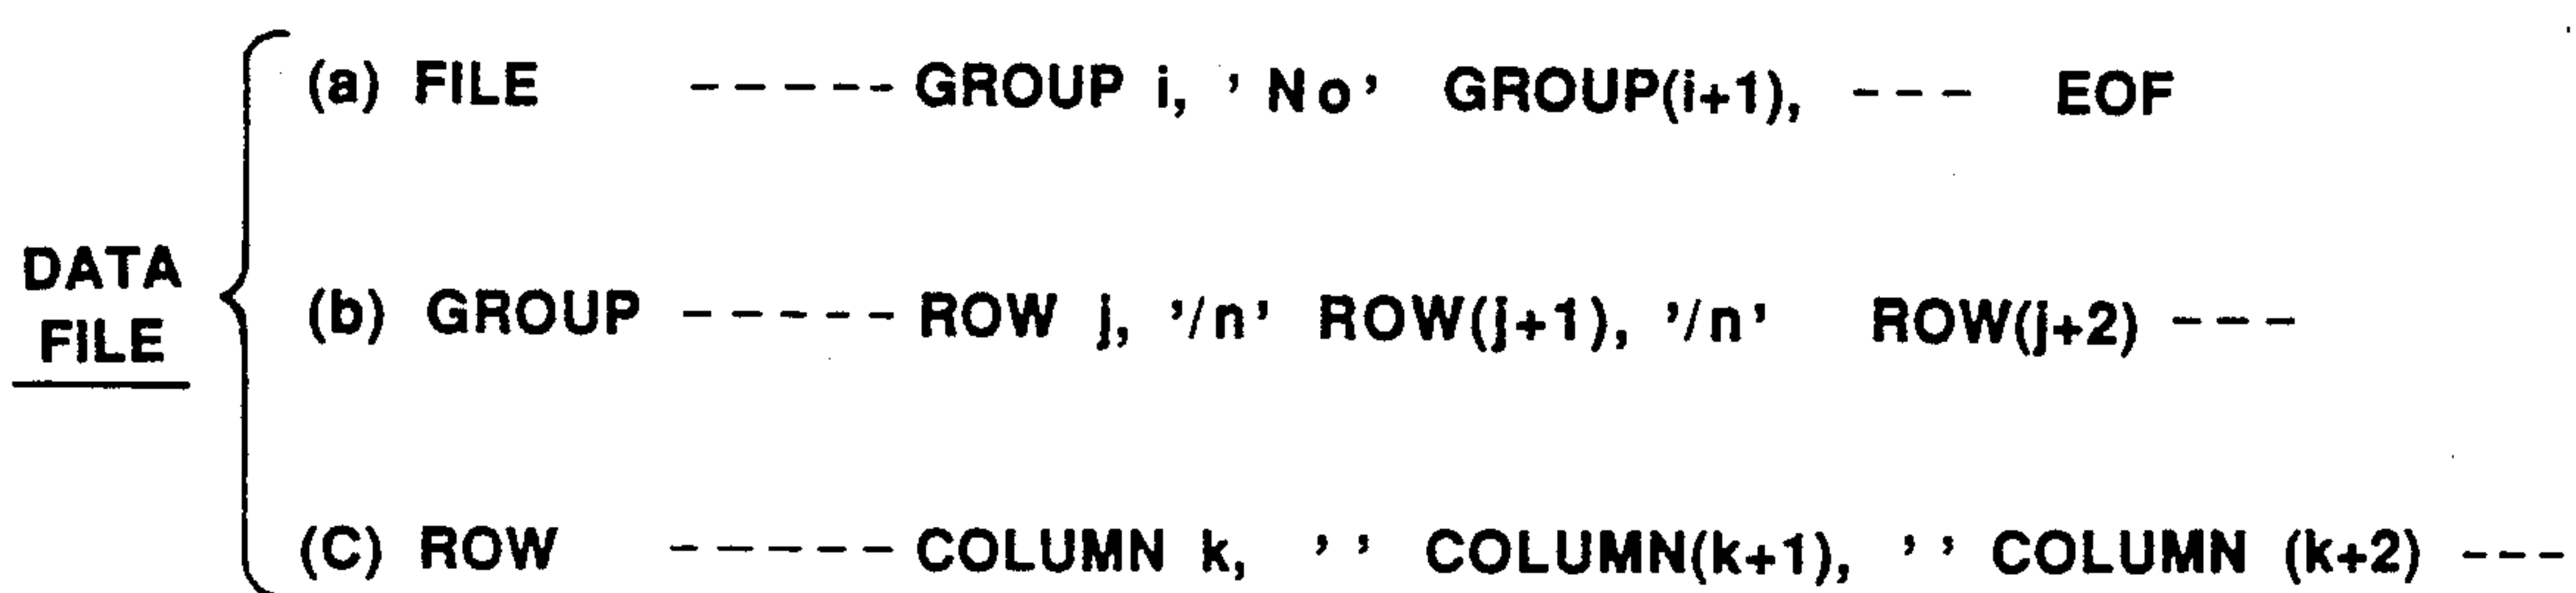 (a) FILE ----- GROUP i, ’ No ’ GROUP(i+1), --- EOF
DATA
FILE
(b) GROUP ----- ROW j, ’/n’ ROW(j+1), ’/n’ ROW(j+2) ---
(C) ROW ----- COLUMN k, ’ ’ COLUMN(k+1), ’ ’ COLUMN (k+2) ---